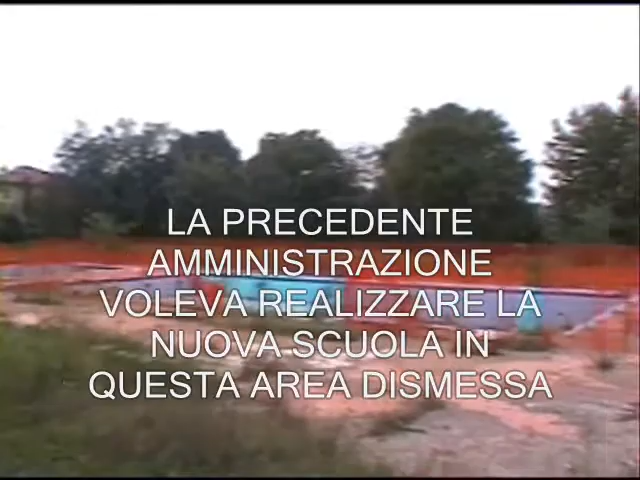 LA PRECEDENTE
AMMINISTRAZIONE
VOLEVA REALIZZARE LA
NUOVA SCUOLA IN
QUESTA AREA DISMESSA